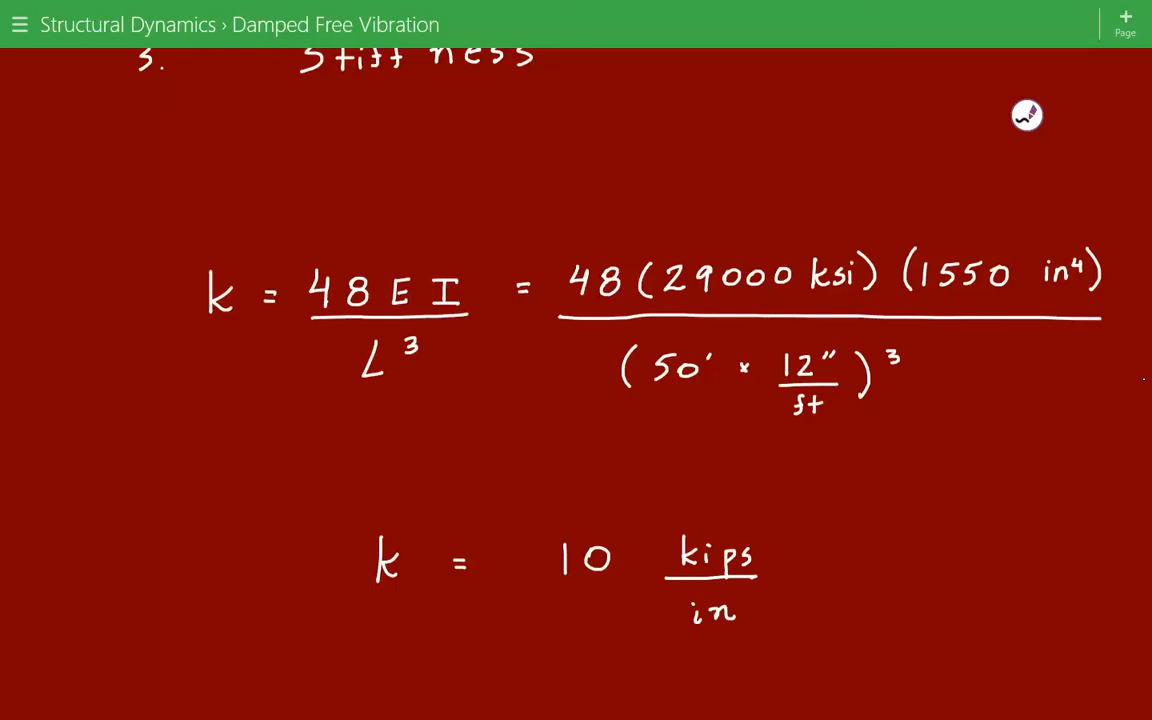 Structural Dynamics › Damped Free Vibration
Page
3. Stiffness
k = 48 E I / L³ = 48 (29000 ksi) (1550 in⁴) / (50' × 12" / ft)³
k = 10 kips / in